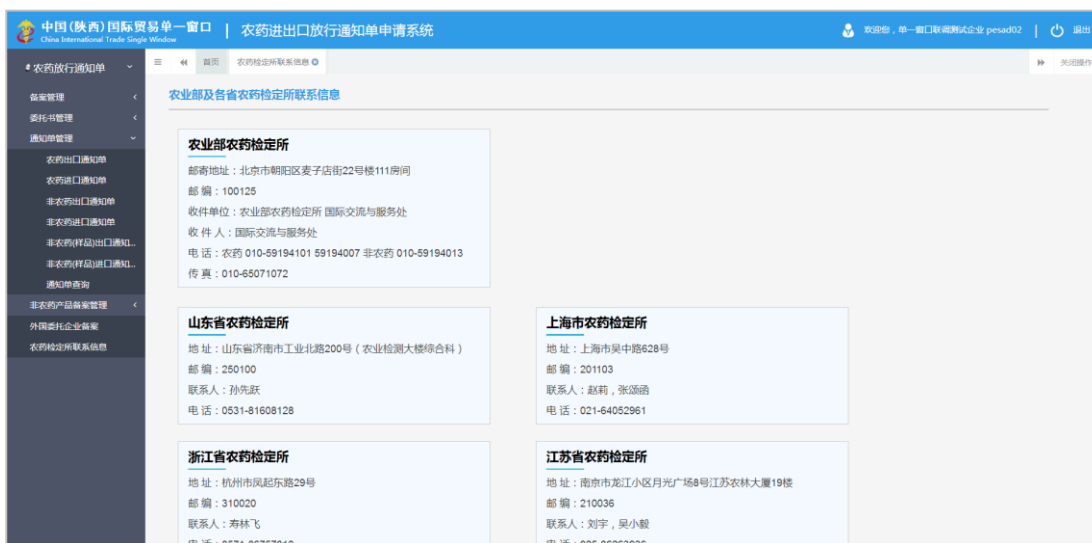 中国(陕西)国际贸易单一窗口 | 农药进出口放行通知单申请系统
China International Trade Single Window
欢迎您，单一窗口联调测试企业 pesad02 | 退出
农药放行通知单
首页 农药检定所联系信息
关闭操作
备案管理
委托书管理
通知单管理
农药出口通知单
农药进口通知单
非农药出口通知单
非农药进口通知单
非农药(样品)出口通知...
非农药(样品)进口通知...
通知单查询
非农药产品备案管理
外国委托企业备案
农药检定所联系信息
农业部及各省农药检定所联系信息
农业部农药检定所
邮寄地址：北京市朝阳区麦子店街22号楼111房间
邮 编：100125
收件单位：农业部农药检定所 国际交流与服务处
收 件 人：国际交流与服务处
电 话：农药 010-59194101 59194007 非农药 010-59194013
传 真：010-65071072
山东省农药检定所
地 址：山东省济南市工业北路200号（农业检测大楼综合科）
邮 编：250100
联系人：孙先跃
电 话：0531-81608128
上海市农药检定所
地 址：上海市吴中路628号
邮 编：201103
联系人：赵莉，张颂函
电 话：021-64052961
浙江省农药检定所
地 址：杭州市凤起东路29号
邮 编：310020
联系人：寿林飞
江苏省农药检定所
地 址：南京市龙江小区月光广场8号江苏农林大厦19楼
邮 编：210036
联系人：刘宇，吴小毅